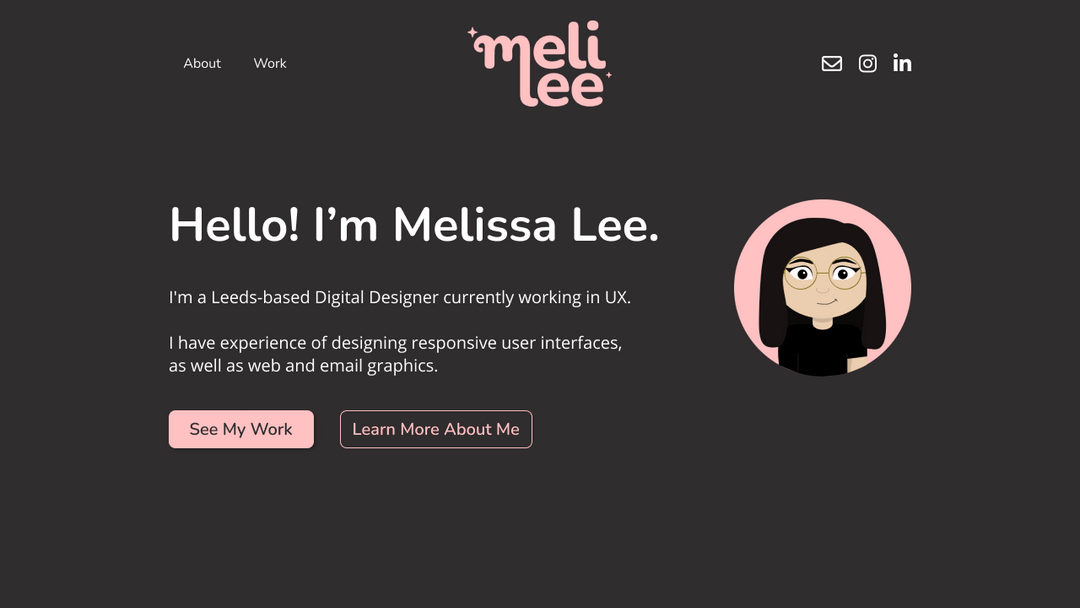 About
Work
meli
lee
Hello! I’m Melissa Lee.
I'm a Leeds-based Digital Designer currently working in UX.
I have experience of designing responsive user interfaces,
as well as web and email graphics.
See My Work
Learn More About Me